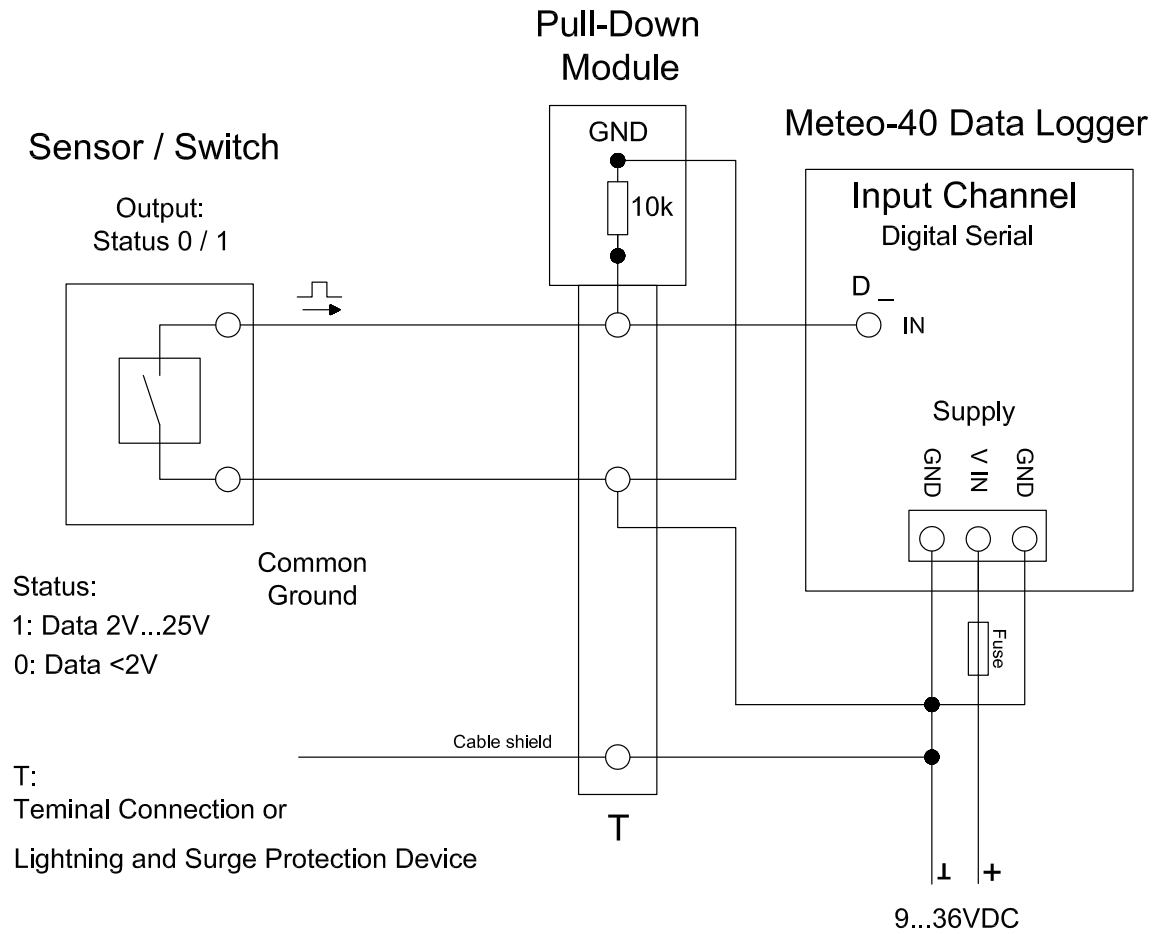 Pull-Down
Module
GND
10k
Sensor / Switch
Output:
Status 0 / 1
Meteo-40 Data Logger
Input Channel
Digital Serial
D _
IN
Supply
GND
V IN
GND
Fuse
Common
Ground
Status:
1: Data 2V...25V
0: Data <2V
Cable shield
T:
Teminal Connection or
Lightning and Surge Protection Device
T
⊥ +
9...36VDC